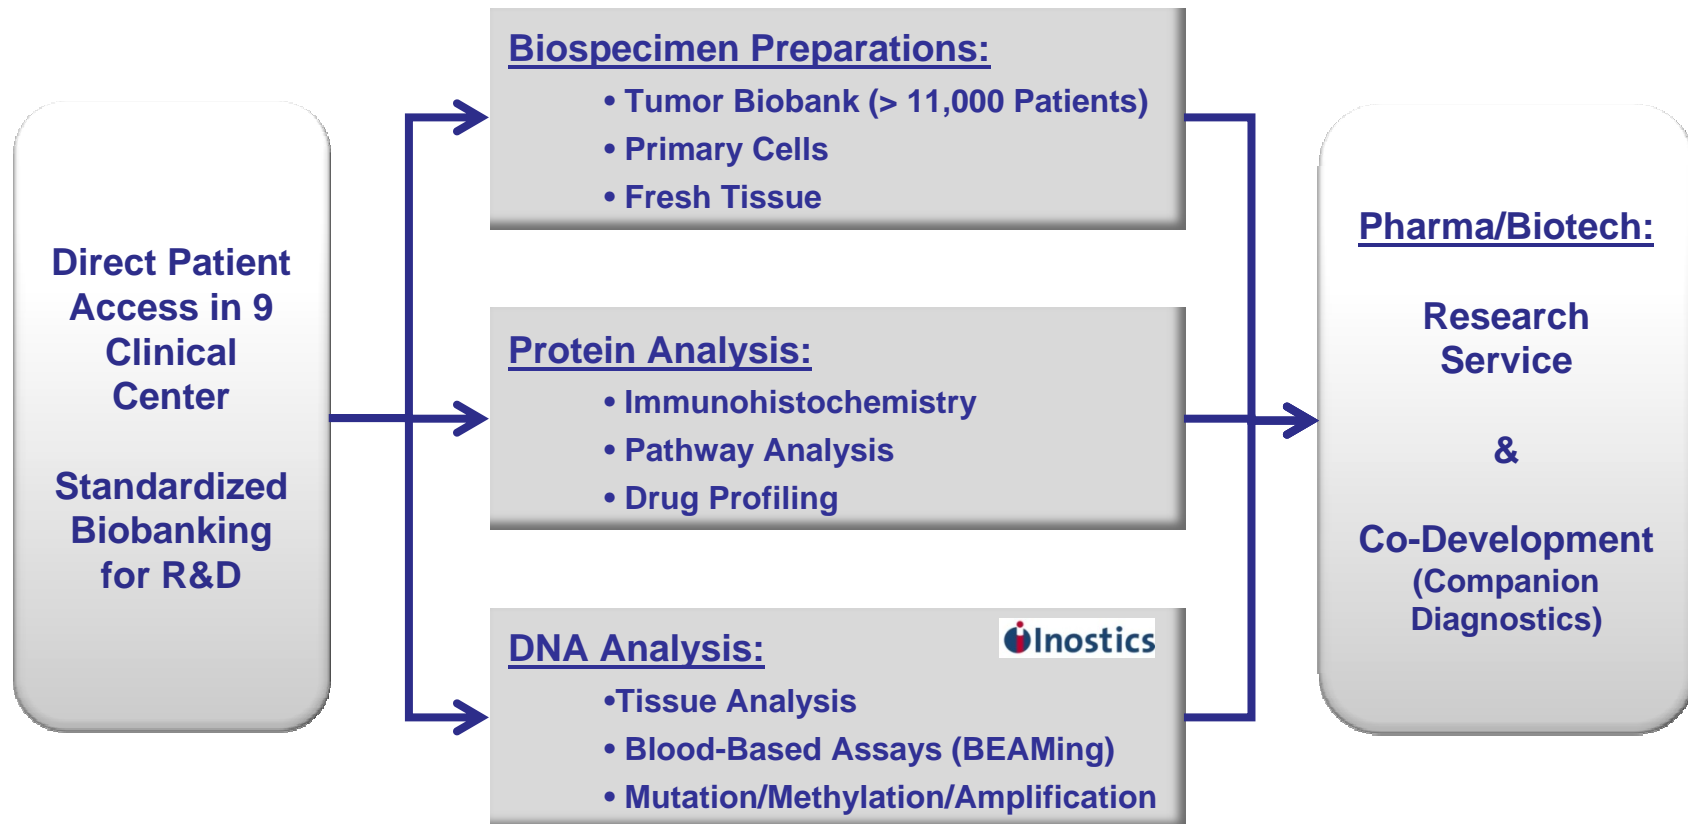 Direct Patient
Access in 9
Clinical
Center
Standardized
Biobanking
for R&D
Biospecimen Preparations:
• Tumor Biobank (> 11,000 Patients)
• Primary Cells
• Fresh Tissue
Protein Analysis:
• Immunohistochemistry
• Pathway Analysis
• Drug Profiling
DNA Analysis:
Inostics
•Tissue Analysis
• Blood-Based Assays (BEAMing)
• Mutation/Methylation/Amplification
Pharma/Biotech:
Research
Service
&
Co-Development
(Companion
Diagnostics)